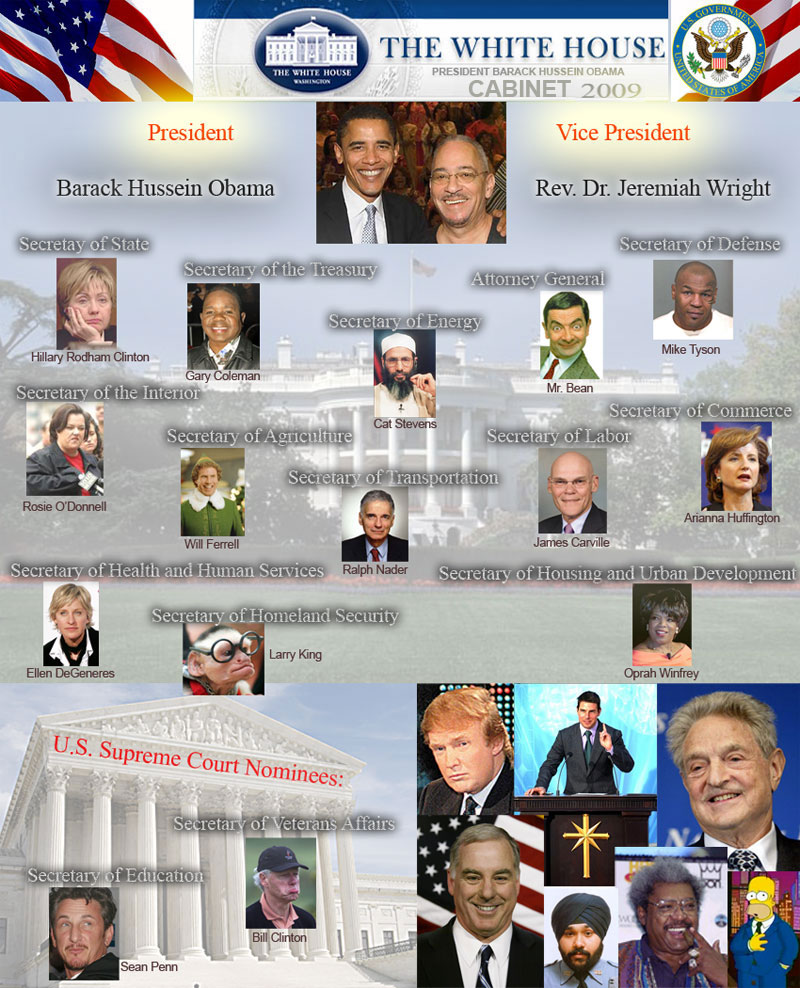 THE WHITE HOUSE
WASHINGTON
THE WHITE HOUSE
PRESIDENT BARACK HUSSEIN OBAMA
CABINET 2009
U.S. GOVERNMENT
UNITED STATES OF AMERICA
President
Vice President
Barack Hussein Obama
Rev. Dr. Jeremiah Wright
Secretay of State
Secretary of Defense
Secretary of the Treasury
Attorney General
Secretary of Energy
Hillary Rodham Clinton
Mike Tyson
Gary Coleman
Mr. Bean
Secretary of the Interior
Cat Stevens
Secretary of Commerce
Secretary of Agriculture
Secretary of Labor
Secretary of Transportation
Rosie O'Donnell
Arianna Huffington
Will Ferrell
James Carville
Ralph Nader
Secretary of Health and Human Services
Secretary of Housing and Urban Development
Secretary of Homeland Security
Larry King
Ellen DeGeneres
Oprah Winfrey
U.S. Supreme Court Nominees:
Secretary of Veterans Affairs
Secretary of Education
Bill Clinton
Sean Penn